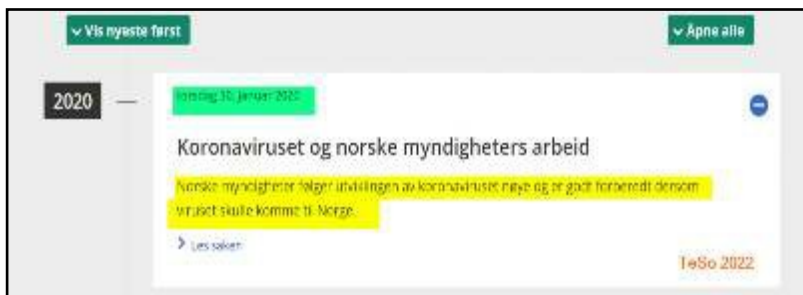 Vis nyeste først
Åpne alle
2020
torsdag 30. januar 2020
Koronaviruset og norske myndigheters arbeid
Norske myndigheter følger utviklingen av koronaviruset nøye og er godt forberedt dersom
viruset skulle komme til Norge.
Les saken
TeSo 2022